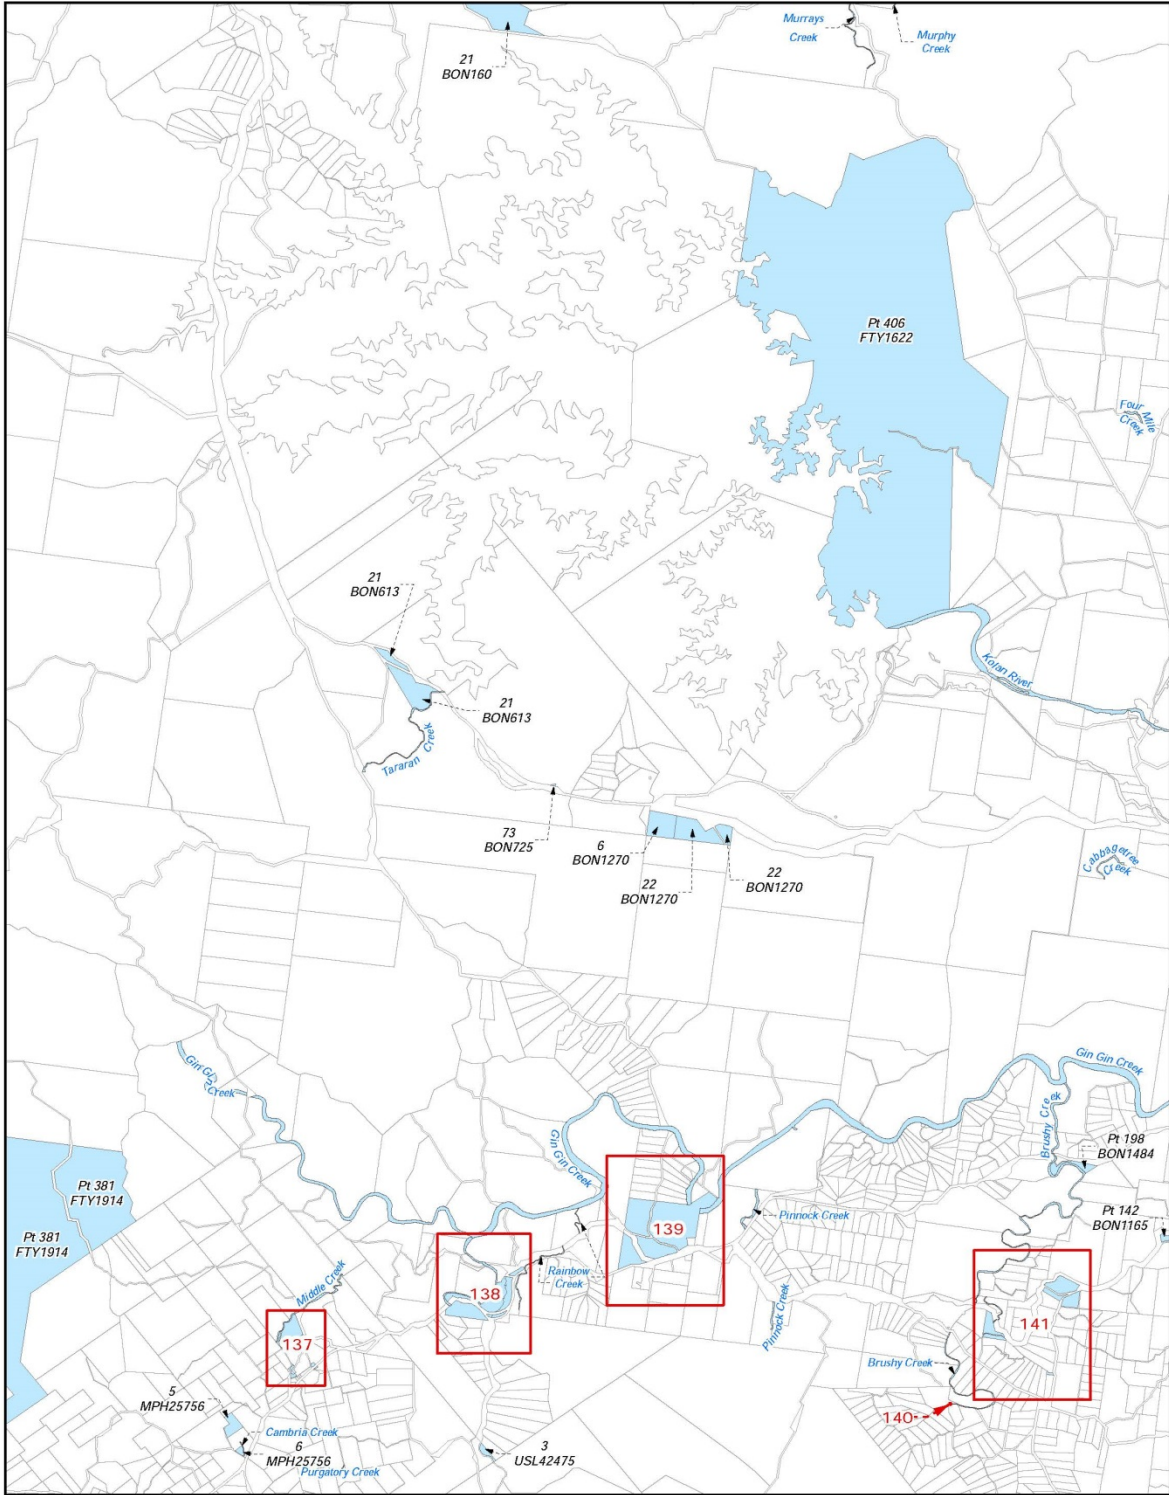 21
BON160
Murrays
Creek
Murphy
Creek
Pt 406
FTY1622
Four Mile
Creek
21
BON613
Kolan River
21
BON613
Tararan Creek
73
BON725
6
BON1270
22
BON1270
22
BON1270
Cabbagetree
Creek
Gin Gin
Creek
Gin Gin Creek
Gin Gin Creek
Brushy Creek
Pt 198
BON1484
Pt 381
FTY1914
Pt 142
BON1165
Pinnock Creek
139
Pt 381
FTY1914
Rainbow
Creek
Middle Creek
138
Pinnock Creek
141
137
Brushy Creek
5
MPH25756
140
Cambria Creek
6
MPH25756
Purgatory Creek
3
USL42475